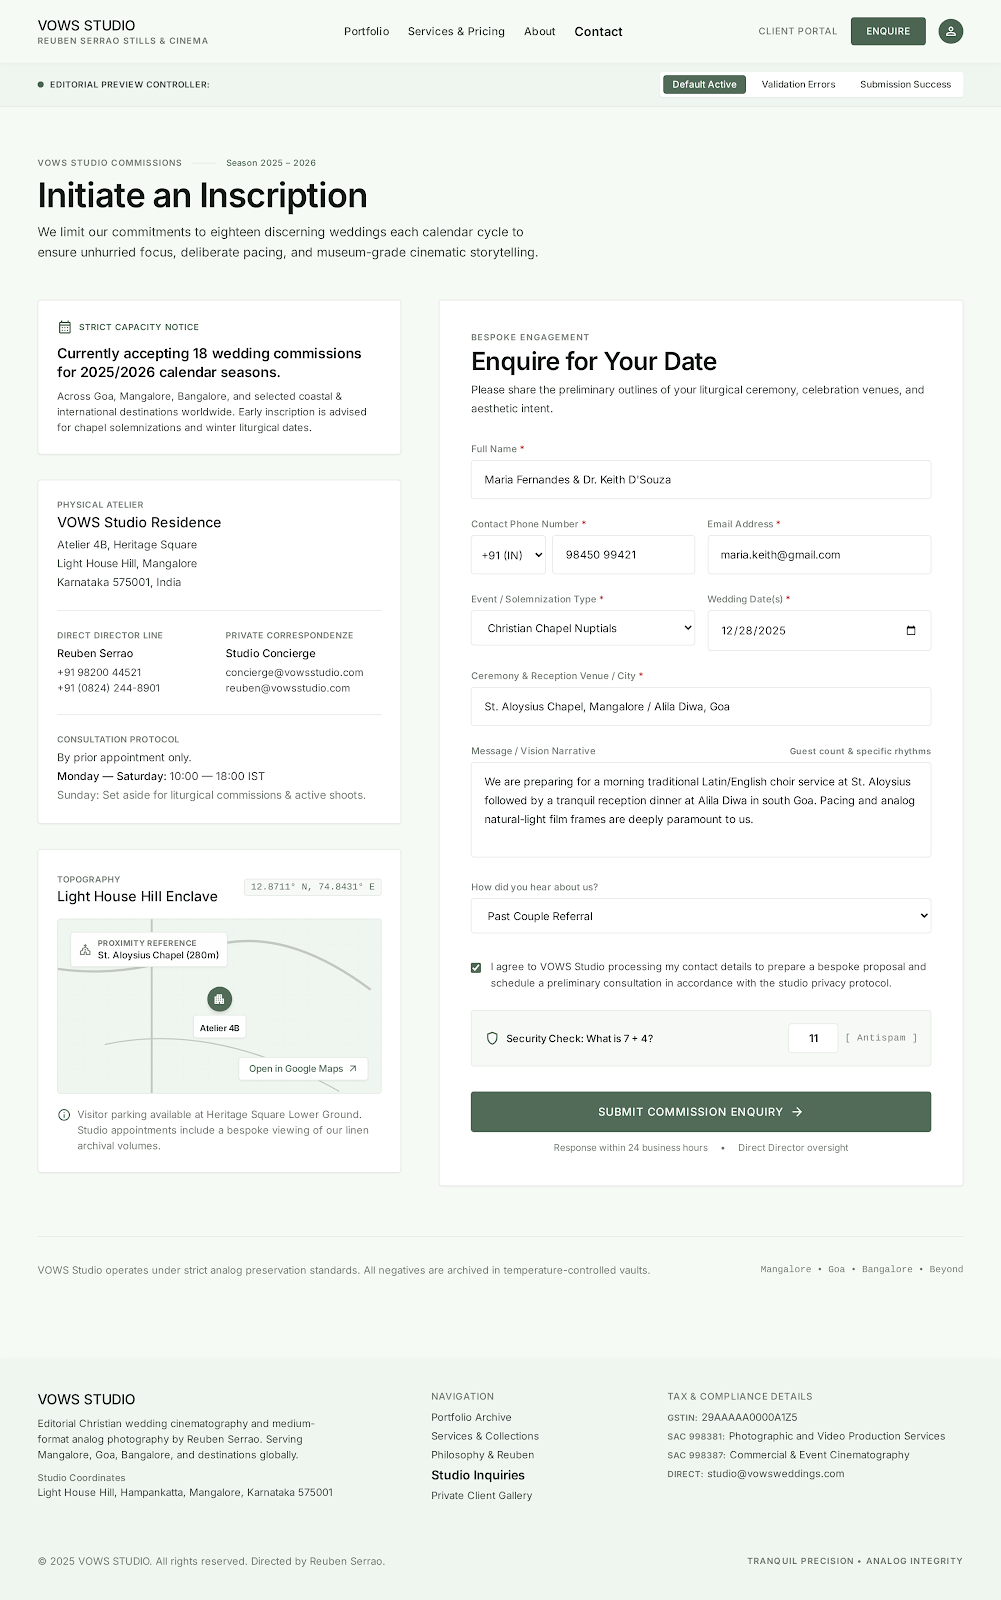 VOWS STUDIO
REUBEN SERRAO STILLS & CINEMA
Portfolio
Services & Pricing
About
Contact
CLIENT PORTAL
ENQUIRE
EDITORIAL PREVIEW CONTROLLER:
Default Active
Validation Errors
Submission Success
VOWS STUDIO COMMISSIONS
Season 2025 – 2026
Initiate an Inscription
We limit our commitments to eighteen discerning weddings each calendar cycle to
ensure unhurried focus, deliberate pacing, and museum-grade cinematic storytelling.
STRICT CAPACITY NOTICE
Currently accepting 18 wedding commissions
for 2025/2026 calendar seasons.
Across Goa, Mangalore, Bangalore, and selected coastal &
international destinations worldwide. Early inscription is advised
for chapel solemnizations and winter liturgical dates.
PHYSICAL ATELIER
VOWS Studio Residence
Atelier 4B, Heritage Square
Light House Hill, Mangalore
Karnataka 575001, India
DIRECT DIRECTOR LINE
Reuben Serrao
+91 98200 44521
+91 (0824) 244-8901
PRIVATE CORRESPONDENZE
Studio Concierge
concierge@vowsstudio.com
reuben@vowsstudio.com
CONSULTATION PROTOCOL
By prior appointment only.
Monday — Saturday: 10:00 — 18:00 IST
Sunday: Set aside for liturgical commissions & active shoots.
TOPOGRAPHY
Light House Hill Enclave
12.8711° N, 74.8431° E
PROXIMITY REFERENCE
St. Aloysius Chapel (280m)
Atelier 4B
Open in Google Maps
Visitor parking available at Heritage Square Lower Ground.
Studio appointments include a bespoke viewing of our linen
archival volumes.
BESPOKE ENGAGEMENT
Enquire for Your Date
Please share the preliminary outlines of your liturgical ceremony, celebration venues, and
aesthetic intent.
Full Name *
Maria Fernandes & Dr. Keith D'Souza
Contact Phone Number *
+91 (IN)
98450 99421
Email Address *
maria.keith@gmail.com
Event / Solemnization Type *
Christian Chapel Nuptials
Wedding Date(s) *
12/28/2025
Ceremony & Reception Venue / City *
St. Aloysius Chapel, Mangalore / Alila Diwa, Goa
Message / Vision Narrative
Guest count & specific rhythms
We are preparing for a morning traditional Latin/English choir service at St. Aloysius
followed by a tranquil reception dinner at Alila Diwa in south Goa. Pacing and analog
natural-light film frames are deeply paramount to us.
How did you hear about us?
Past Couple Referral
I agree to VOWS Studio processing my contact details to prepare a bespoke proposal and
schedule a preliminary consultation in accordance with the studio privacy protocol.
Security Check: What is 7 + 4?
11
[ Antispam ]
SUBMIT COMMISSION ENQUIRY →
Response within 24 business hours • Direct Director oversight
VOWS Studio operates under strict analog preservation standards. All negatives are archived in temperature-controlled vaults.
Mangalore • Goa • Bangalore • Beyond
VOWS STUDIO
Editorial Christian wedding cinematography and medium-
format analog photography by Reuben Serrao. Serving
Mangalore, Goa, Bangalore, and destinations globally.
Studio Coordinates
Light House Hill, Hampankatta, Mangalore, Karnataka 575001
NAVIGATION
Portfolio Archive
Services & Collections
Philosophy & Reuben
Studio Inquiries
Private Client Gallery
TAX & COMPLIANCE DETAILS
GSTIN: 29AAAAA0000A1Z5
SAC 998381: Photographic and Video Production Services
SAC 998387: Commercial & Event Cinematography
DIRECT: studio@vowsweddings.com
© 2025 VOWS STUDIO. All rights reserved. Directed by Reuben Serrao.
TRANQUIL PRECISION • ANALOG INTEGRITY